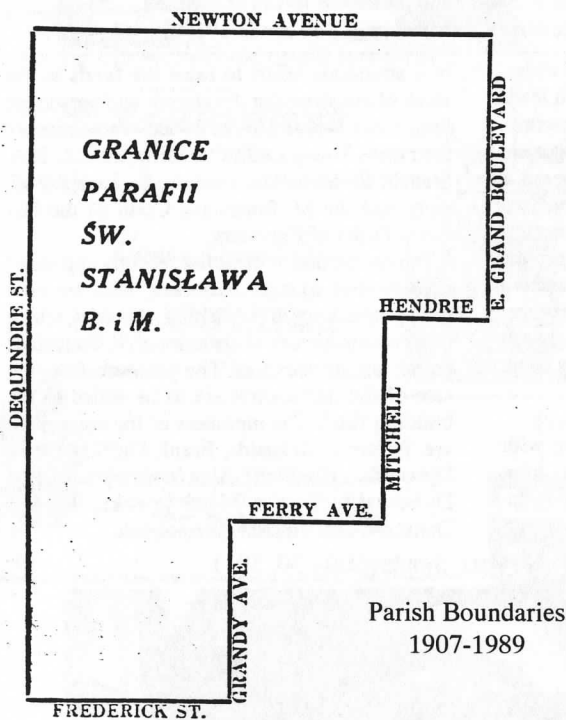 NEWTON AVENUE
GRANICE
PARAFII
ŚW.
STANISŁAWA
B. i M.
DEQUINDRE ST.
E. GRAND BOULEVARD
HENDRIE
MITCHELL
FERRY AVE.
GRANDY AVE.
Parish Boundaries
1907-1989
FREDERICK ST.